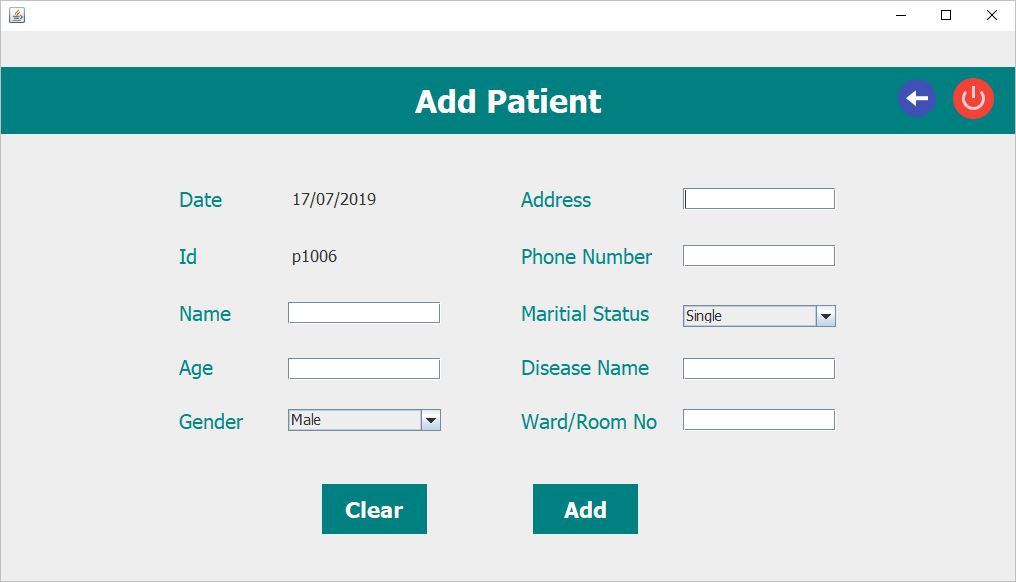 Add Patient
Date 17/07/2019 Address
Id p1006 Phone Number
Name Maritial Status Single
Age Disease Name
Gender Male Ward/Room No
Clear Add